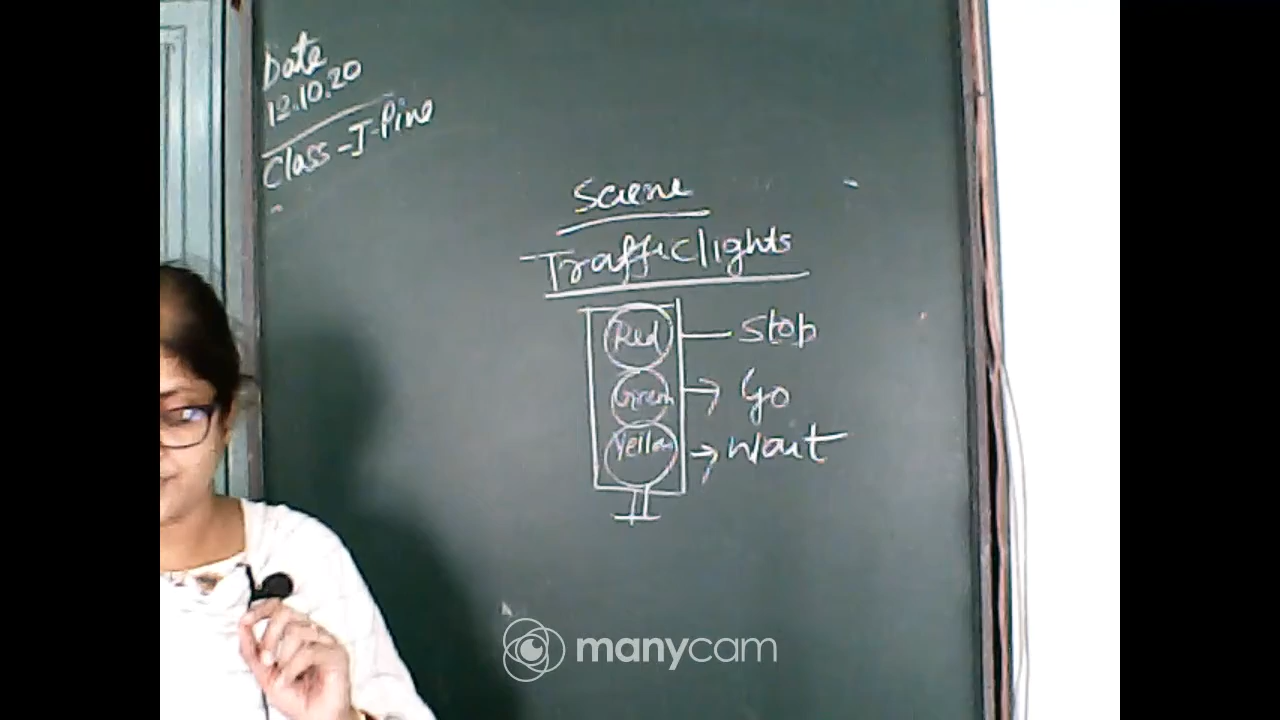 Date
12.10.20
Class-I-Pine
Science
Traffic lights
Red
Stop
Green
Go
Yellow
Wait
manycam